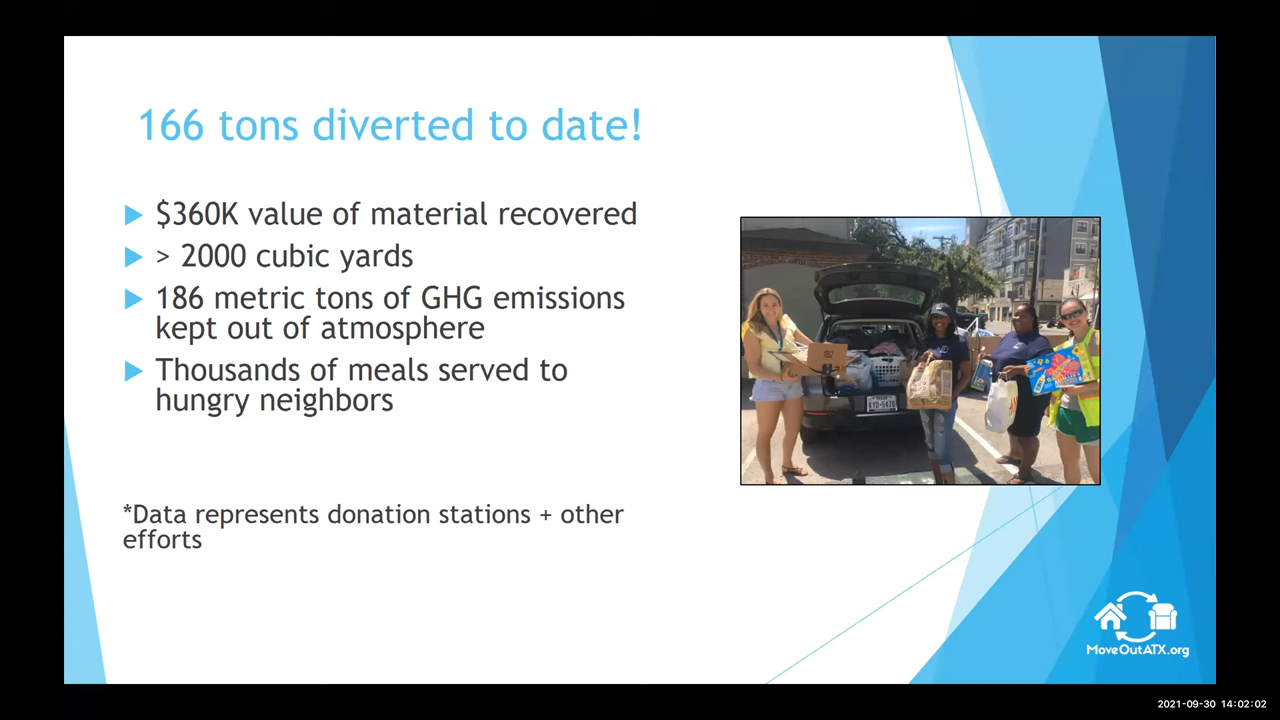 166 tons diverted to date!
$360K value of material recovered
> 2000 cubic yards
186 metric tons of GHG emissions
kept out of atmosphere
Thousands of meals served to
hungry neighbors
*Data represents donation stations + other
efforts
MoveOutATX.org
2021-09-30 14:02:02